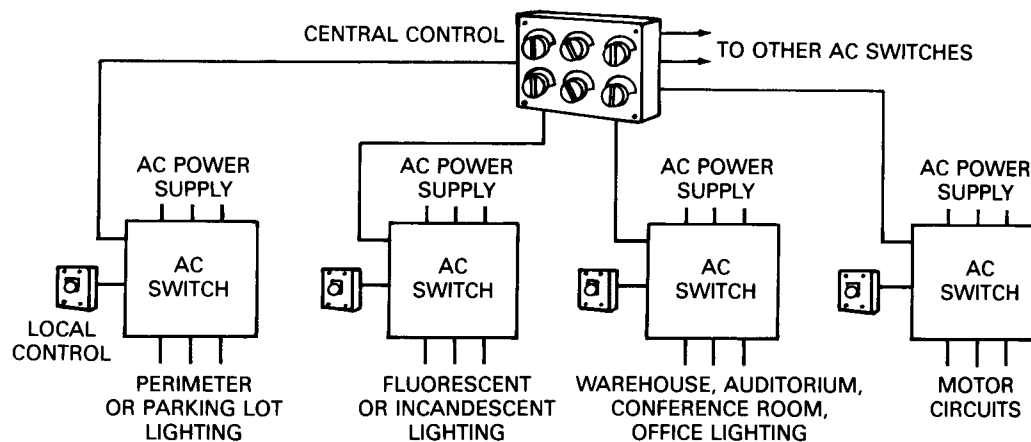 CENTRAL CONTROL
TO OTHER AC SWITCHES
AC POWER
SUPPLY
AC POWER
SUPPLY
AC POWER
SUPPLY
AC POWER
SUPPLY
AC
SWITCH
AC
SWITCH
AC
SWITCH
AC
SWITCH
LOCAL
CONTROL
PERIMETER
OR PARKING LOT
LIGHTING
FLUORESCENT
OR INCANDESCENT
LIGHTING
WAREHOUSE, AUDITORIUM,
CONFERENCE ROOM,
OFFICE LIGHTING
MOTOR
CIRCUITS